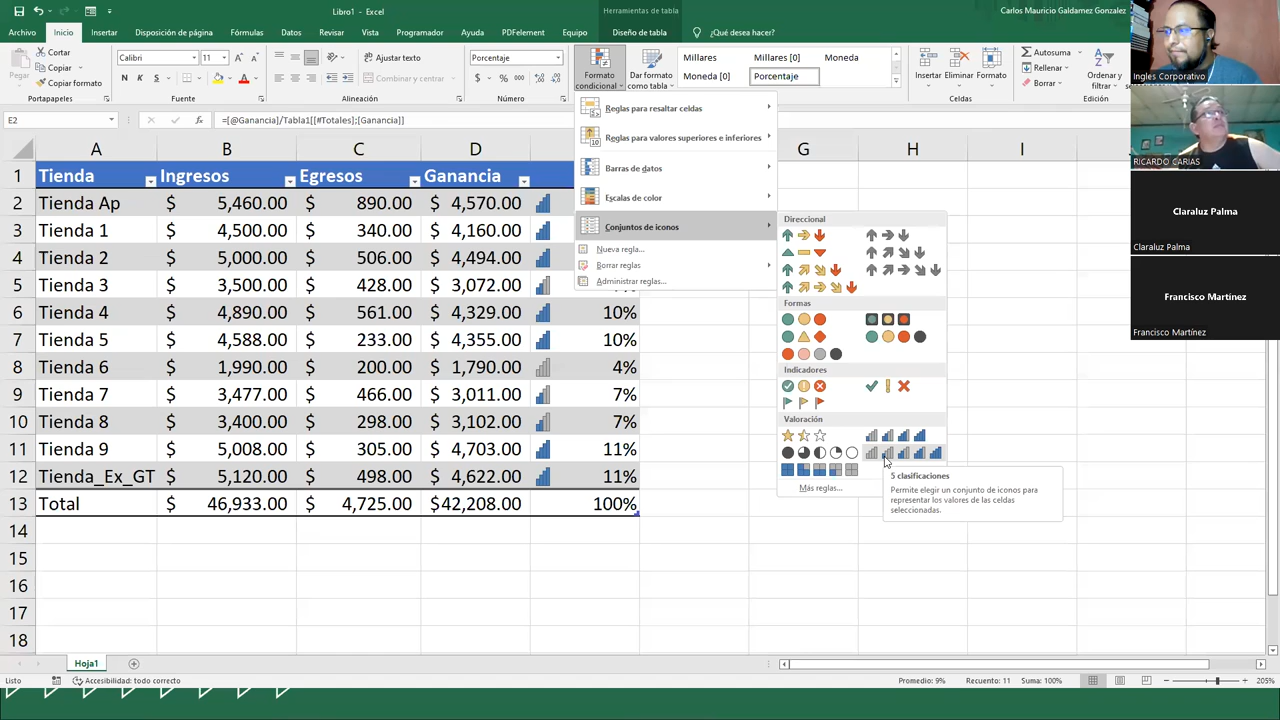 Libro1 - Excel
Herramientas de tabla
Carlos Mauricio Galdamez Gonzalez
Archivo Inicio Insertar Disposición de página Fórmulas Datos Revisar Vista Programador Ayuda PDFelement Equipo Diseño de tabla ¿Qué desea hacer?
Pegar
Cortar
Copiar
Copiar formato
Portapapeles
Calibri 11
N K S
Fuente
Ajustar texto
Combinar y centrar
Alineación
Porcentaje
$ %
Número
Formato condicional
Dar formato como tabla
Millares Millares [0] Moneda
Moneda [0] Porcentaje
Insertar Eliminar Formato
Celdas
Autosuma
Rellenar
Borrar
Ordenar y filtrar
Edición
E2
fx =[@Ganancia]/Tabla1[[#Totales];[Ganancia]]
A B C D G H I
1 Tienda Ingresos Egresos Ganancia
2 Tienda Ap $ 5,460.00 $ 890.00 $ 4,570.00
3 Tienda 1 $ 4,500.00 $ 340.00 $ 4,160.00
4 Tienda 2 $ 5,000.00 $ 506.00 $ 4,494.00
5 Tienda 3 $ 3,500.00 $ 428.00 $ 3,072.00
6 Tienda 4 $ 4,890.00 $ 561.00 $ 4,329.00 10%
7 Tienda 5 $ 4,588.00 $ 233.00 $ 4,355.00 10%
8 Tienda 6 $ 1,990.00 $ 200.00 $ 1,790.00 4%
9 Tienda 7 $ 3,477.00 $ 466.00 $ 3,011.00 7%
10 Tienda 8 $ 3,400.00 $ 298.00 $ 3,102.00 7%
11 Tienda 9 $ 5,008.00 $ 305.00 $ 4,703.00 11%
12 Tienda_Ex_GT $ 5,120.00 $ 498.00 $ 4,622.00 11%
13 Total $ 46,933.00 $ 4,725.00 $42,208.00 100%
14
15
16
17
18
Reglas para resaltar celdas
Reglas para valores superiores e inferiores
Barras de datos
Escalas de color
Conjuntos de iconos
Nueva regla...
Borrar reglas
Administrar reglas...
Direccional
Formas
Indicadores
Valoración
Más reglas...
5 clasificaciones
Permite elegir un conjunto de iconos para
representar los valores de las celdas
seleccionadas.
Ingles Corporativo
RICARDO CARIAS
Claraluz Palma
Claraluz Palma
Francisco Martínez
Francisco Martínez
Hoja1
Listo Accesibilidad: todo correcto Promedio: 9% Recuento: 11 Suma: 100% 205%